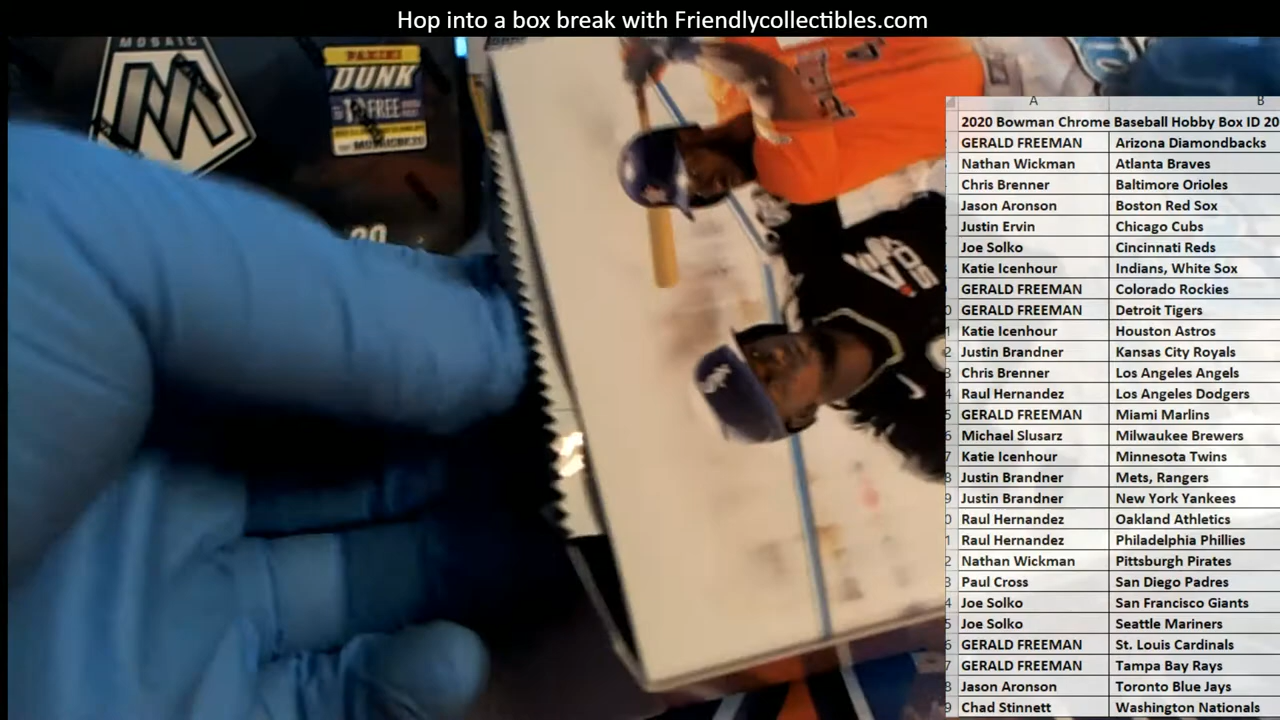 Hop into a box break with Friendlycollectibles.com
MOSAIC
PANINI
DUNK
FREE
A B
2020 Bowman Chrome Baseball Hobby Box ID 20
GERALD FREEMAN Arizona Diamondbacks
Nathan Wickman Atlanta Braves
Chris Brenner Baltimore Orioles
Jason Aronson Boston Red Sox
Justin Ervin Chicago Cubs
Joe Solko Cincinnati Reds
Katie Icenhour Indians, White Sox
GERALD FREEMAN Colorado Rockies
GERALD FREEMAN Detroit Tigers
Katie Icenhour Houston Astros
Justin Brandner Kansas City Royals
Chris Brenner Los Angeles Angels
Raul Hernandez Los Angeles Dodgers
GERALD FREEMAN Miami Marlins
Michael Slusarz Milwaukee Brewers
Katie Icenhour Minnesota Twins
Justin Brandner Mets, Rangers
Justin Brandner New York Yankees
Raul Hernandez Oakland Athletics
Raul Hernandez Philadelphia Phillies
Nathan Wickman Pittsburgh Pirates
Paul Cross San Diego Padres
Joe Solko San Francisco Giants
Joe Solko Seattle Mariners
GERALD FREEMAN St. Louis Cardinals
GERALD FREEMAN Tampa Bay Rays
Jason Aronson Toronto Blue Jays
Chad Stinnett Washington Nationals